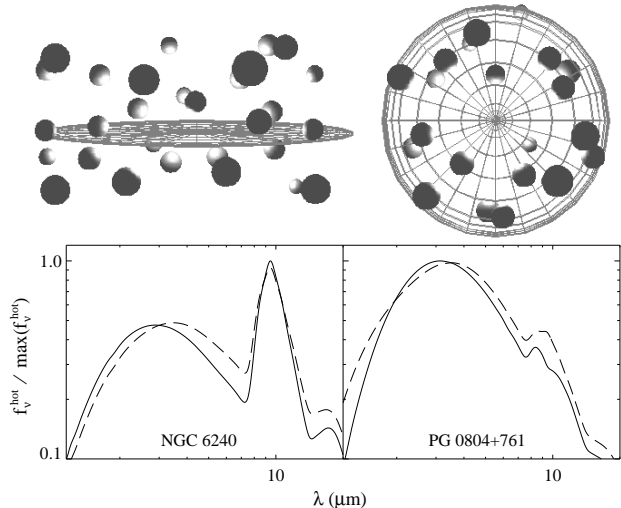 1.0
0.1
f_ν^hot / max(f_ν^hot)
NGC 6240
PG 0804+761
10
10
λ (μm)